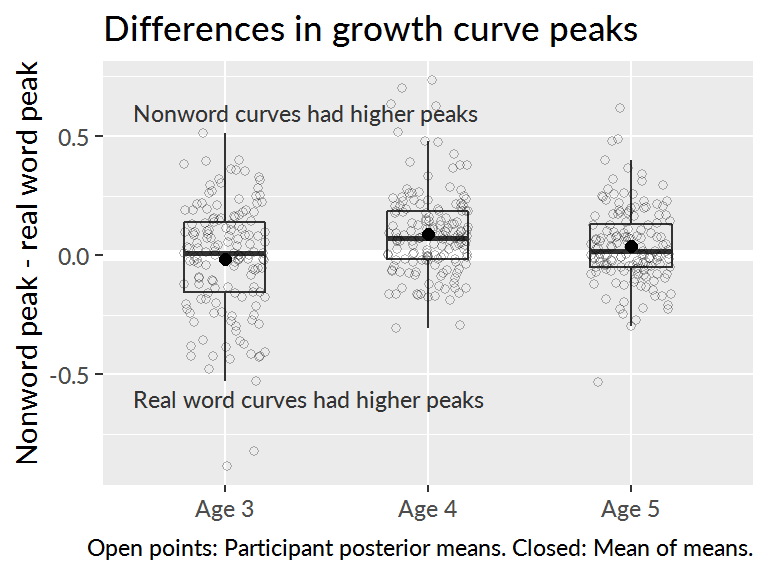 Differences in growth curve peaks
Nonword peak - real word peak
Nonword curves had higher peaks
0.5
0.0
-0.5
Real word curves had higher peaks
Age 3
Age 4
Age 5
Open points: Participant posterior means. Closed: Mean of means.